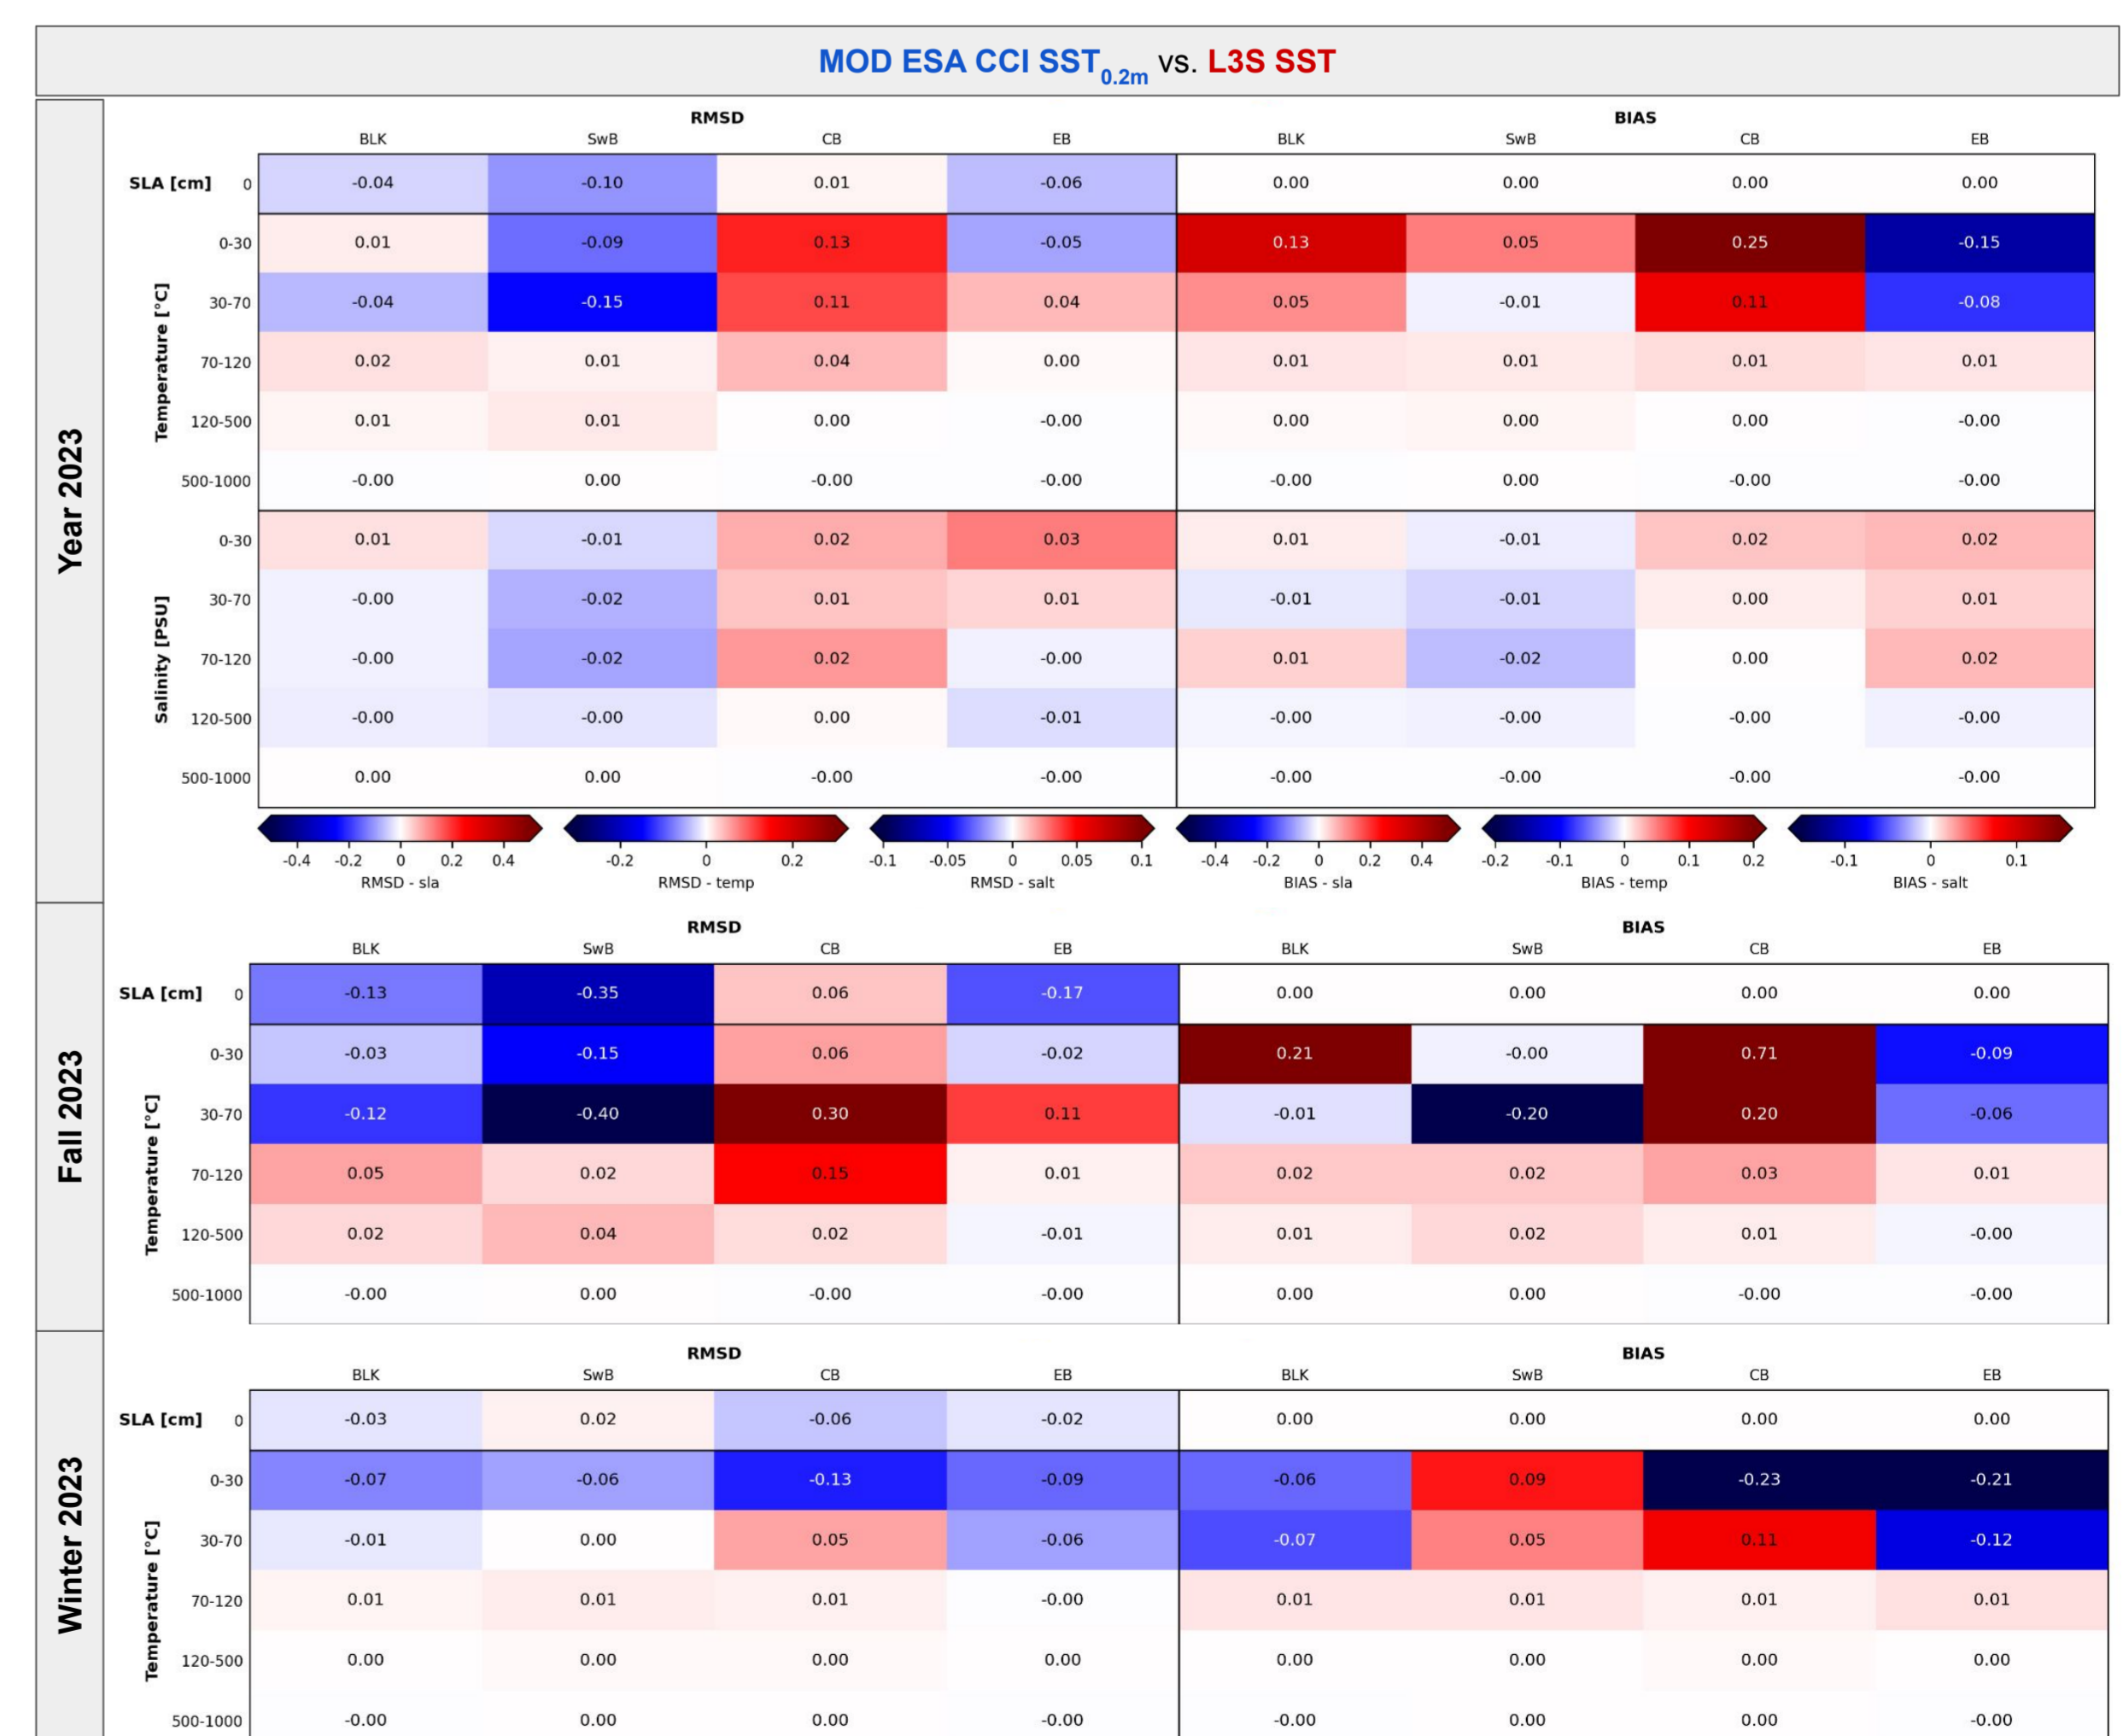 MOD ESA CCI SST0.2m vs. L3S SST
Year 2023
RMSD BIAS
BLK SwB CB EB BLK SwB CB EB
SLA [cm] 0 -0.04 -0.10 0.01 -0.06 0.00 0.00 0.00 0.00
Temperature [°C]
0-30 0.01 -0.09 0.13 -0.05 0.13 0.05 0.25 -0.15
30-70 -0.04 -0.15 0.11 0.04 0.05 -0.01 0.11 -0.08
70-120 0.02 0.01 0.04 0.00 0.01 0.01 0.01 0.01
120-500 0.01 0.01 0.00 -0.00 0.00 0.00 0.00 -0.00
500-1000 -0.00 0.00 -0.00 -0.00 -0.00 0.00 -0.00 -0.00
Salinity [PSU]
0-30 0.01 -0.01 0.02 0.03 0.01 -0.01 0.02 0.02
30-70 -0.00 -0.02 0.01 0.01 -0.01 -0.01 0.00 0.01
70-120 -0.00 -0.02 0.02 -0.00 0.01 -0.02 0.00 0.02
120-500 -0.00 -0.00 0.00 -0.01 -0.00 -0.00 -0.00 -0.00
500-1000 0.00 0.00 -0.00 -0.00 -0.00 -0.00 -0.00 -0.00
-0.4 -0.2 0 0.2 0.4 -0.2 0 0.2 -0.1 -0.05 0 0.05 0.1 -0.4 -0.2 0 0.2 0.4 -0.2 -0.1 0 0.1 0.2 -0.1 0 0.1
RMSD - sla RMSD - temp RMSD - salt BIAS - sla BIAS - temp BIAS - salt
Fall 2023
RMSD BIAS
BLK SwB CB EB BLK SwB CB EB
SLA [cm] 0 -0.13 -0.35 0.06 -0.17 0.00 0.00 0.00 0.00
Temperature [°C]
0-30 -0.03 -0.15 0.06 -0.02 0.21 -0.00 0.71 -0.09
30-70 -0.12 -0.40 0.30 0.11 -0.01 -0.20 0.20 -0.06
70-120 0.05 0.02 0.15 0.01 0.02 0.02 0.03 0.01
120-500 0.02 0.04 0.02 -0.01 0.01 0.02 0.01 -0.00
500-1000 -0.00 0.00 -0.00 -0.00 0.00 0.00 -0.00 -0.00
Winter 2023
RMSD BIAS
BLK SwB CB EB BLK SwB CB EB
SLA [cm] 0 -0.03 0.02 -0.06 -0.02 0.00 0.00 0.00 0.00
Temperature [°C]
0-30 -0.07 -0.06 -0.13 -0.09 -0.06 0.09 -0.23 -0.21
30-70 -0.01 0.00 0.05 -0.06 -0.07 0.05 0.11 -0.12
70-120 0.01 0.01 0.01 -0.00 0.01 0.01 0.01 0.01
120-500 0.00 0.00 0.00 0.00 0.00 0.00 0.00 0.00
500-1000 -0.00 0.00 0.00 -0.00 -0.00 0.00 0.00 -0.00